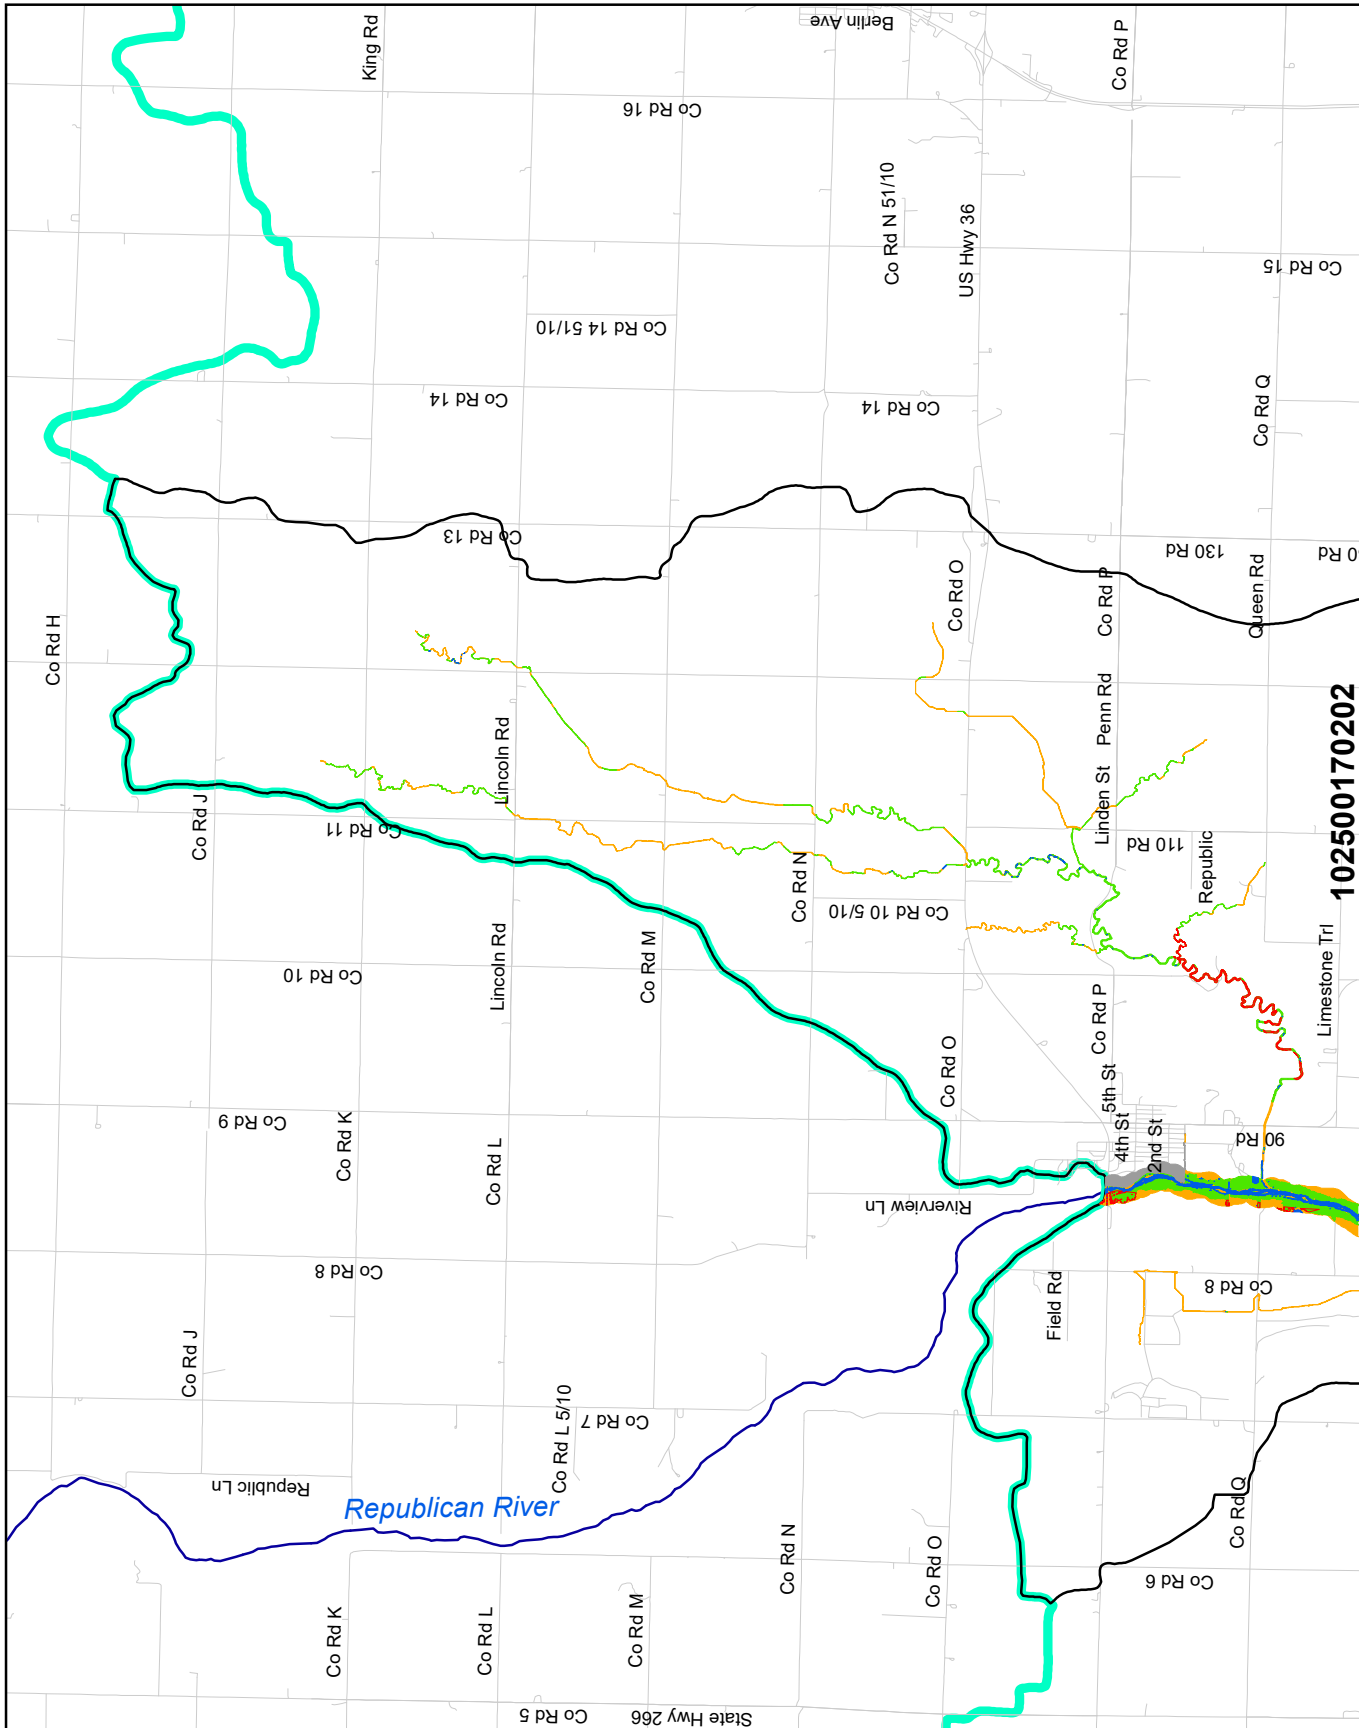 King Rd
Berlin Ave
Co Rd P
Co Rd 16
Co Rd N 51/10
US Hwy 36
Co Rd 15
Co Rd 14 51/10
Co Rd 14
Co Rd 14
Co Rd Q
Co Rd 13
130 Rd
0 Rd
Co Rd H
Co Rd O
Co Rd P
Queen Rd
Lincoln Rd
Penn Rd
Linden St
102500170202
Co Rd J
Co Rd 11
110 Rd
Republic
Co Rd N
Co Rd 10 5/10
Co Rd 10
Lincoln Rd
Co Rd M
Limestone Trl
Co Rd P
Co Rd O
5th St
4th St
2nd St
90 Rd
Co Rd 9
Co Rd K
Co Rd L
Riverview Ln
Co Rd 8
Field Rd
Co Rd 8
Co Rd J
Co Rd L 5/10
Co Rd 7
Republic Ln
Republican River
Co Rd N
Co Rd O
Co Rd Q
Co Rd 6
Co Rd K
Co Rd L
Co Rd M
Co Rd 5
State Hwy 266